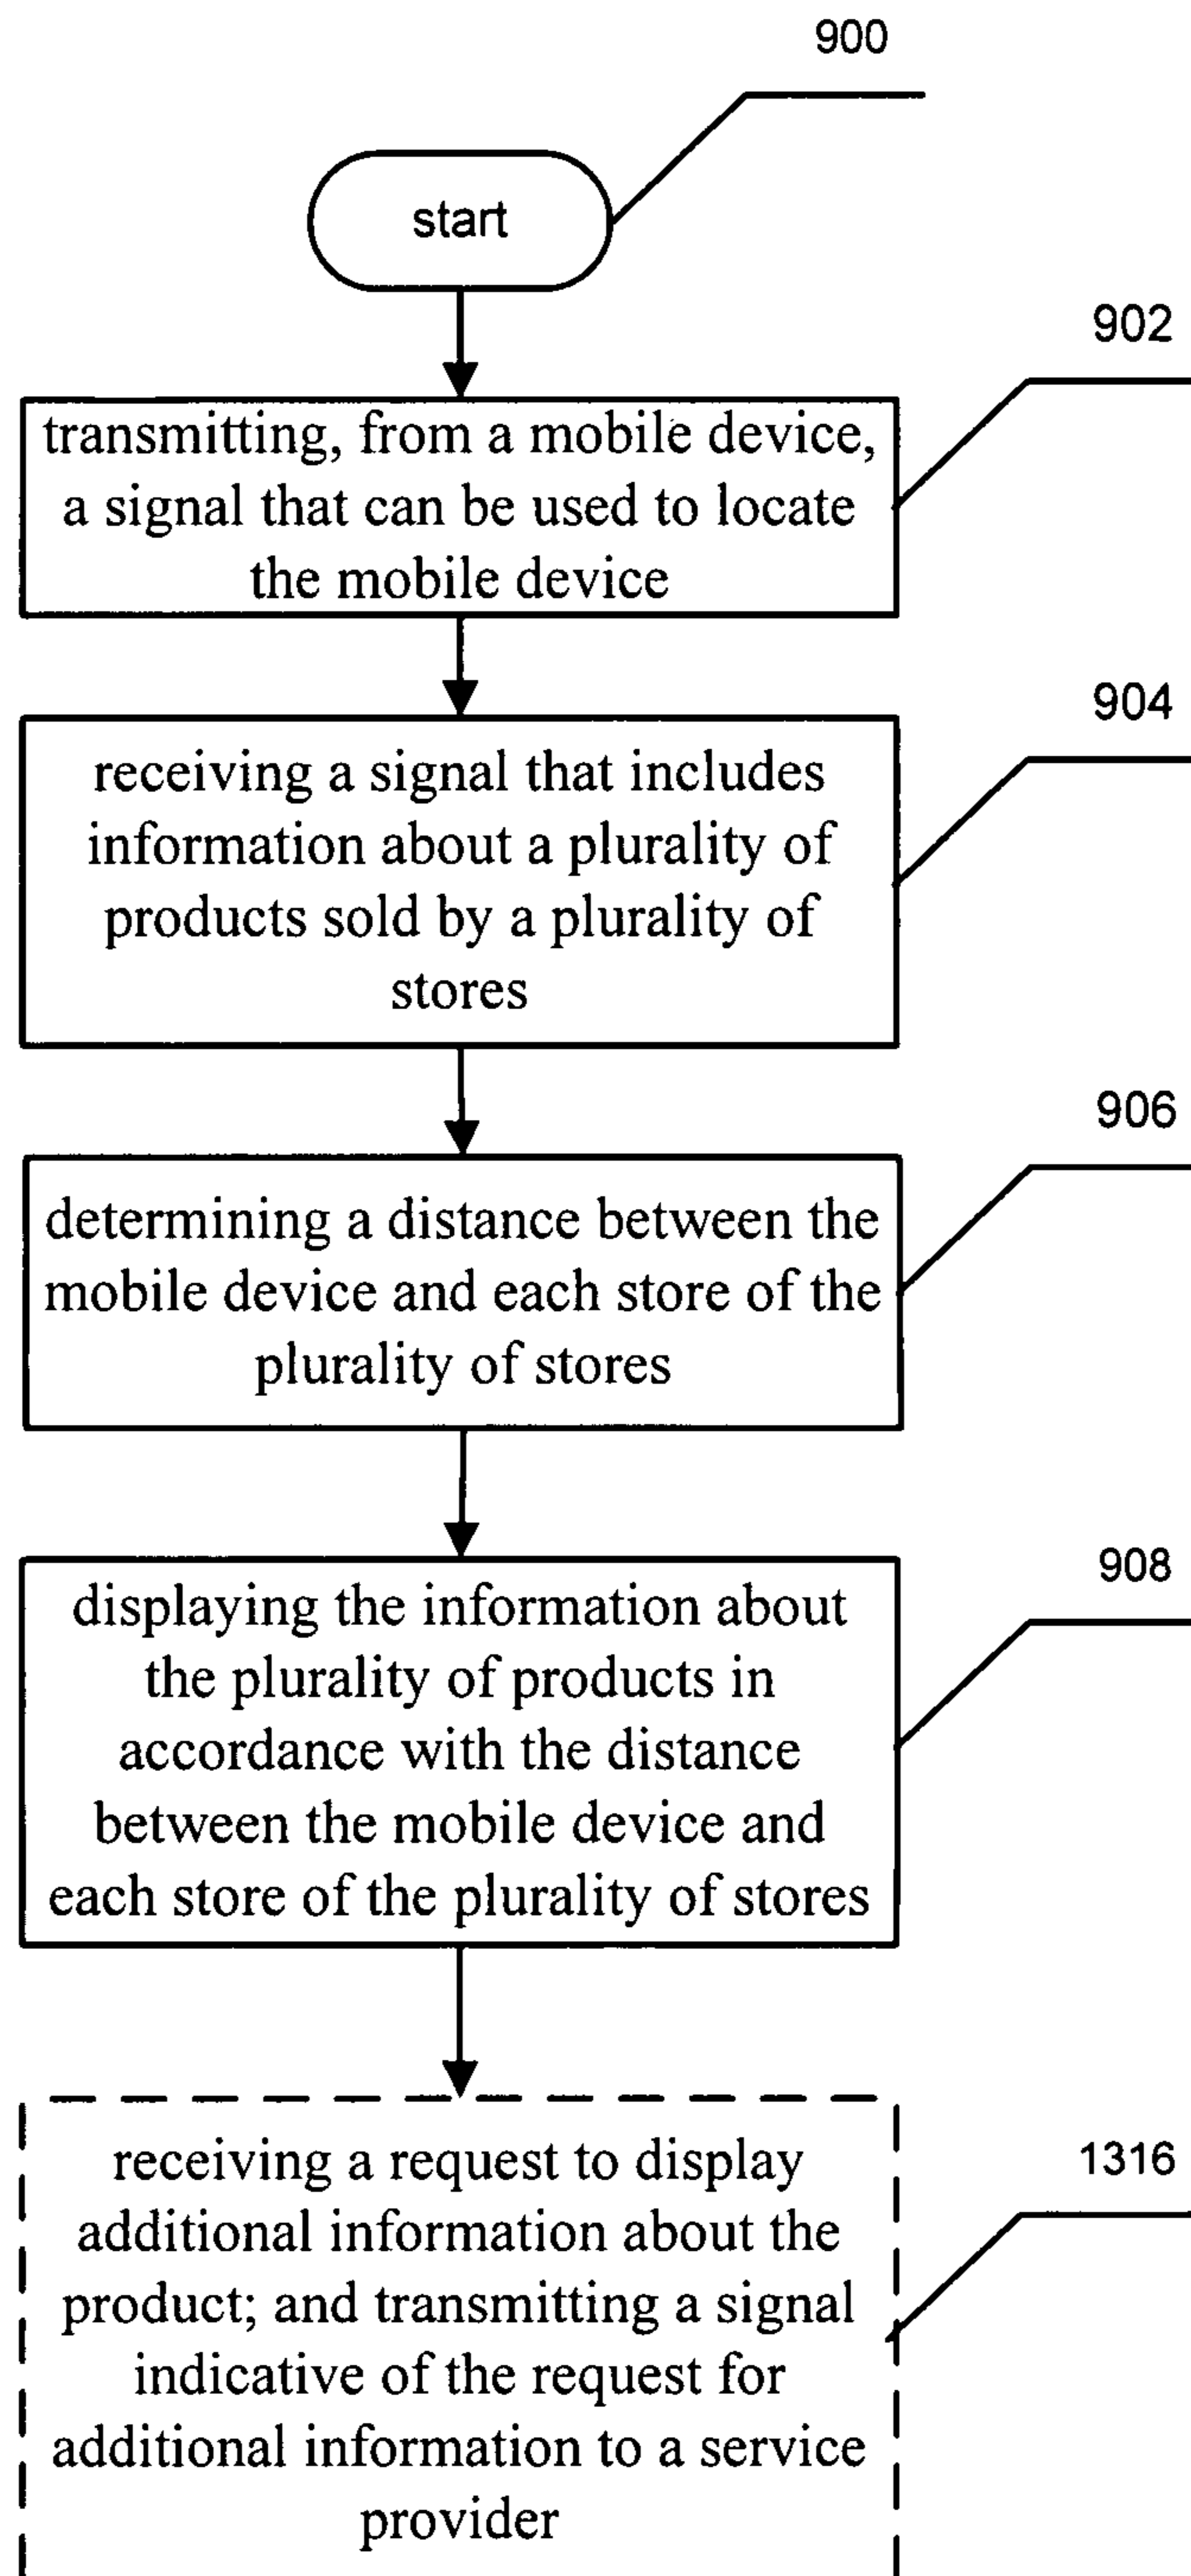 900
start
902
transmitting, from a mobile device,
a signal that can be used to locate
the mobile device
904
receiving a signal that includes
information about a plurality of
products sold by a plurality of
stores
906
determining a distance between the
mobile device and each store of the
plurality of stores
908
displaying the information about
the plurality of products in
accordance with the distance
between the mobile device and
each store of the plurality of stores
1316
receiving a request to display
additional information about the
product; and transmitting a signal
indicative of the request for
additional information to a service
provider